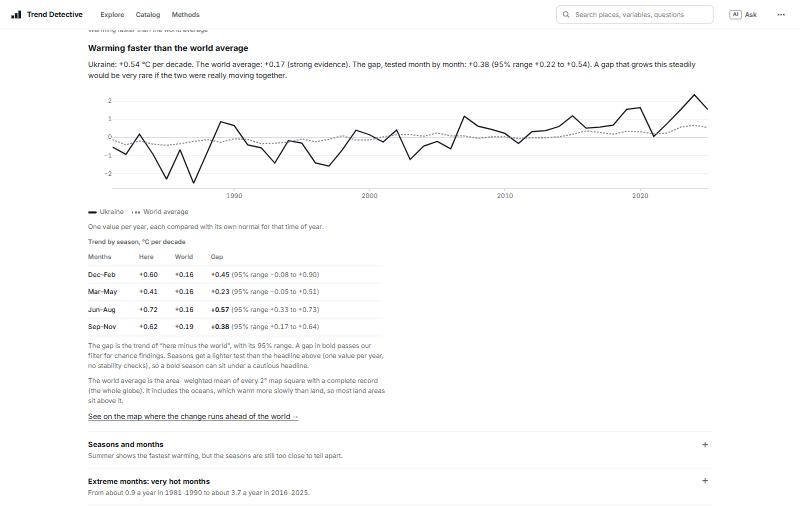 Trend Detective
Explore
Catalog
Methods
Search places, variables, questions
AI Ask
Warming faster than the world average
Warming faster than the world average
Ukraine: +0.54 °C per decade. The world average: +0.17 (strong evidence). The gap, tested month by month: +0.38 (95% range +0.22 to +0.54). A gap that grows this steadily
would be very rare if the two were really moving together.
2
1
0
−1
−2
1990
2000
2010
2020
Ukraine
World average
One value per year, each compared with its own normal for that time of year.
Trend by season, °C per decade
Months Here World Gap
Dec-Feb +0.60 +0.16 +0.45 (95% range −0.08 to +0.90)
Mar-May +0.41 +0.16 +0.23 (95% range −0.05 to +0.51)
Jun-Aug +0.72 +0.16 +0.57 (95% range +0.33 to +0.73)
Sep-Nov +0.62 +0.19 +0.38 (95% range +0.17 to +0.64)
The gap is the trend of "here minus the world", with its 95% range. A gap in bold passes our
filter for chance findings. Seasons get a lighter test than the headline above (one value per year,
no stability checks), so a bold season can sit under a cautious headline.
The world average is the area-weighted mean of every 2° map square with a complete record
(the whole globe). It includes the oceans, which warm more slowly than land, so most land areas
sit above it.
See on the map where the change runs ahead of the world →
Seasons and months
+
Summer shows the fastest warming, but the seasons are still too close to tell apart.
Extreme months: very hot months
+
From about 0.9 a year in 1981-1990 to about 3.7 a year in 2016-2025.